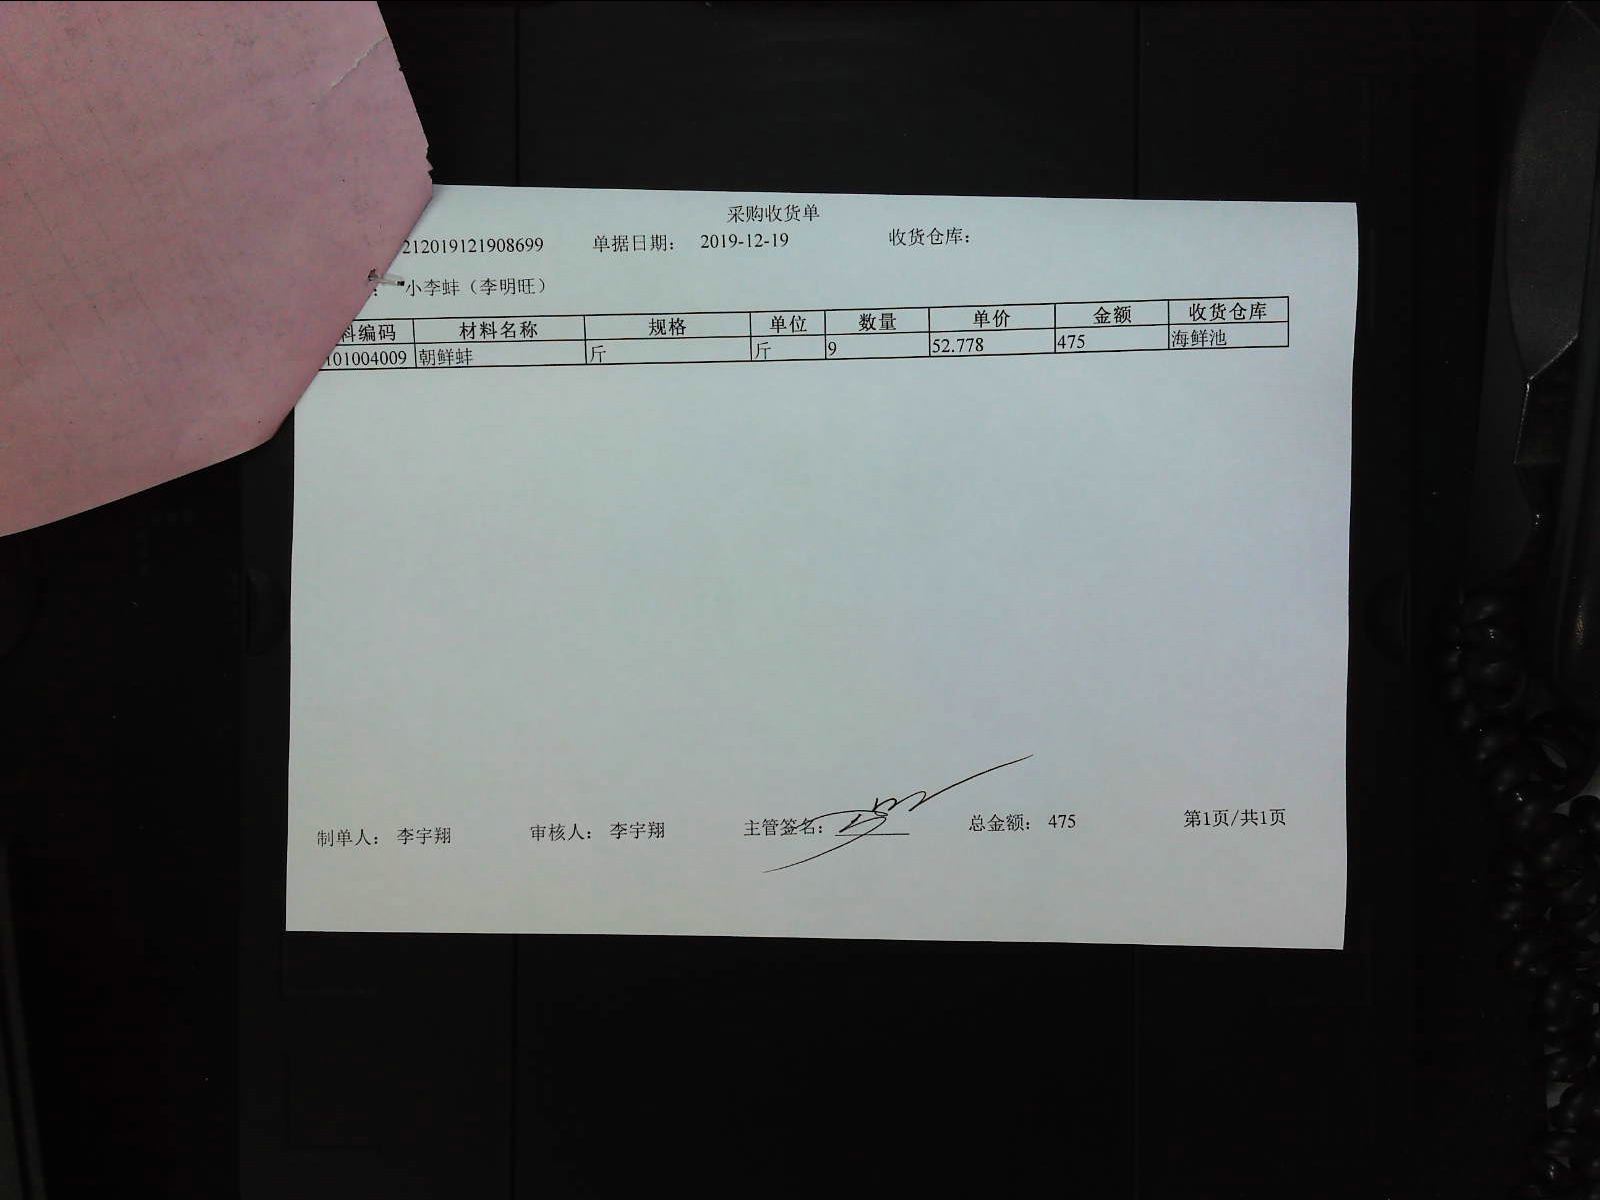 采购收货单
212019121908699 单据日期: 2019-12-19 收货仓库:
: 小李蚌（李明旺）
料编码 材料名称 规格 单位 数量 单价 金额 收货仓库
101004009 朝鲜蚌 斤 斤 9 52.778 475 海鲜池
制单人: 李宇翔 审核人: 李宇翔 主管签名: 总金额: 475 第1页/共1页